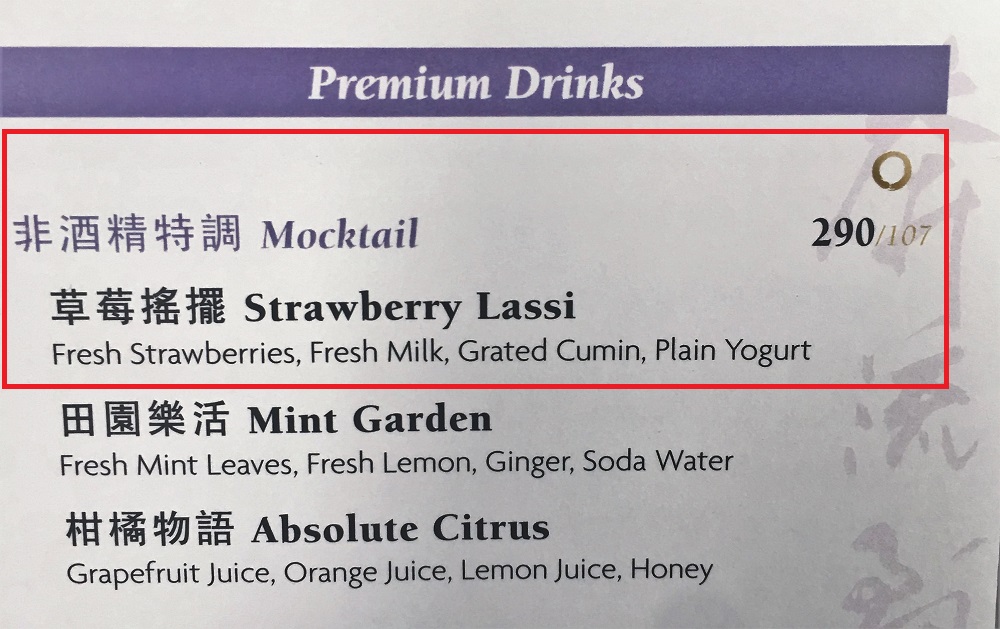 Premium Drinks
非酒精特調 Mocktail 290/107
草莓搖擺 Strawberry Lassi
Fresh Strawberries, Fresh Milk, Grated Cumin, Plain Yogurt
田園樂活 Mint Garden
Fresh Mint Leaves, Fresh Lemon, Ginger, Soda Water
柑橘物語 Absolute Citrus
Grapefruit Juice, Orange Juice, Lemon Juice, Honey